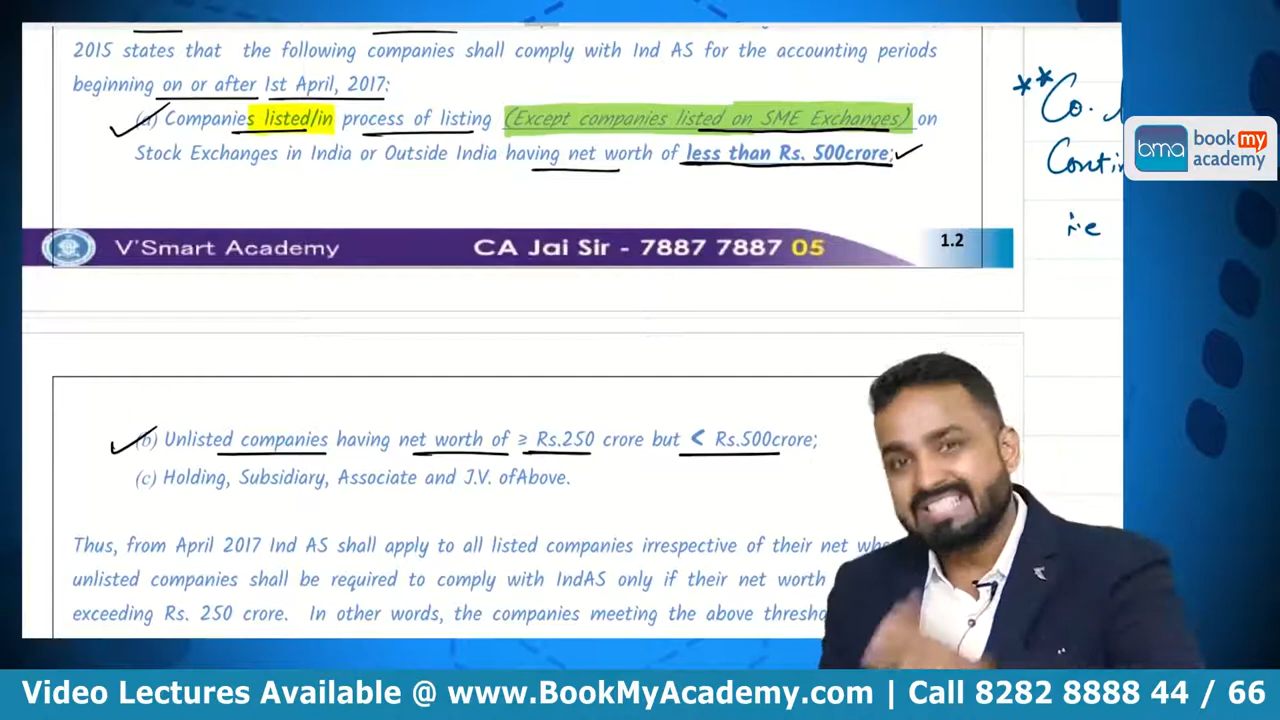 2015 states that the following companies shall comply with Ind AS for the accounting periods
beginning on or after 1st April, 2017:
(a) Companies listed/in process of listing (Except companies listed on SME Exchanges) on
Stock Exchanges in India or Outside India having net worth of less than Rs. 500crore;
**Co.
Conti
ie
bma book my academy
V'Smart Academy CA Jai Sir - 7887 7887 05 1.2
(b) Unlisted companies having net worth of ≥ Rs.250 crore but < Rs.500crore;
(c) Holding, Subsidiary, Associate and J.V. ofAbove.
Thus, from April 2017 Ind AS shall apply to all listed companies irrespective of their net
unlisted companies shall be required to comply with IndAS only if their net worth
exceeding Rs. 250 crore. In other words, the companies meeting the above
Video Lectures Available @ www.BookMyAcademy.com | Call 8282 8888 44 / 66